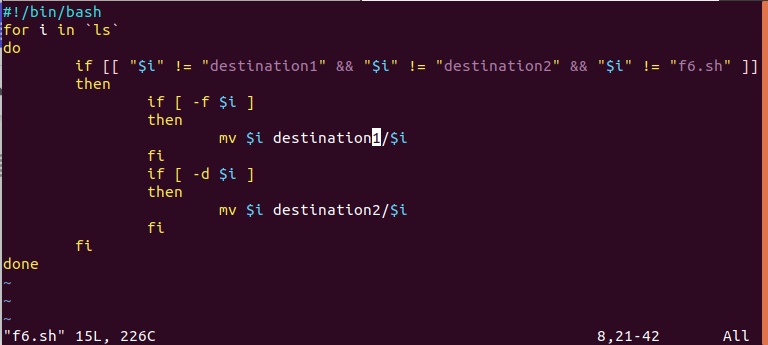 #!/bin/bash
for i in `ls`
do
        if [[ "$i" != "destination1" && "$i" != "destination2" && "$i" != "f6.sh" ]]
        then
                if [ -f $i ]
                then
                        mv $i destination1/$i
                fi
                if [ -d $i ]
                then
                        mv $i destination2/$i
                fi
        fi
done
~
~
~
"f6.sh" 15L, 226C                                                 8,21-42       All